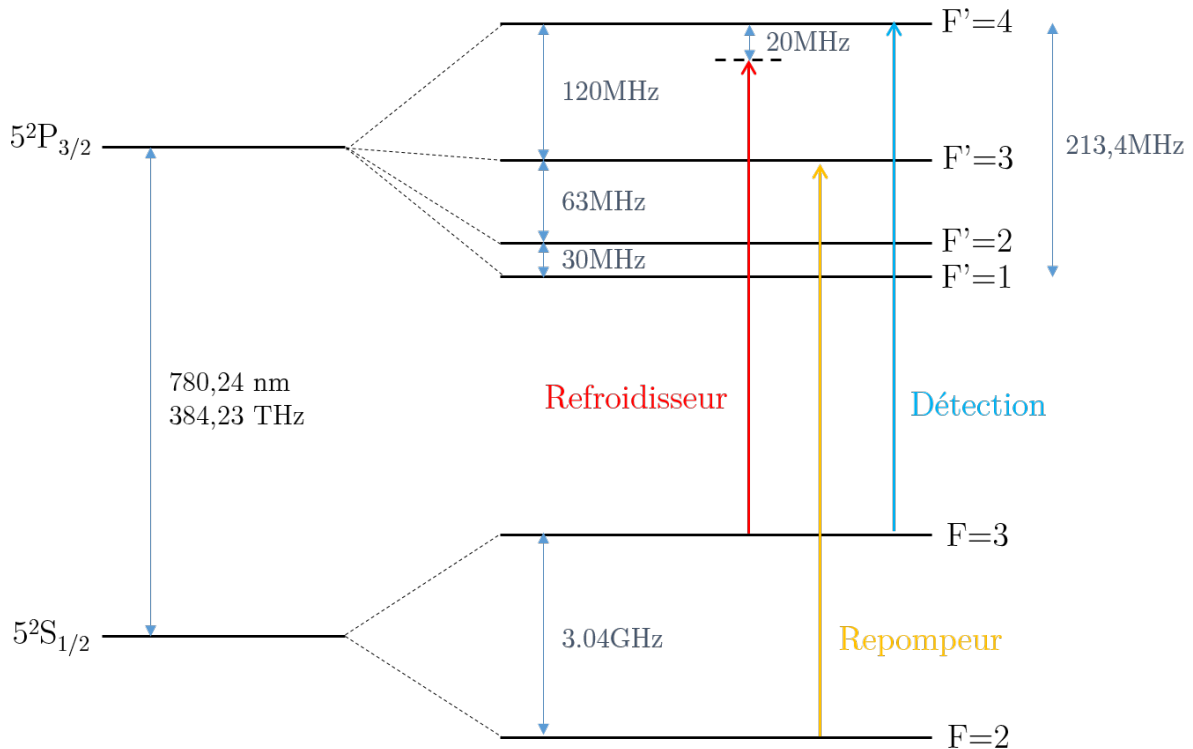 F'=4
20MHz
120MHz
5²P₃/₂
213,4MHz
F'=3
63MHz
F'=2
30MHz
F'=1
780,24 nm
384,23 THz
Refroidisseur
Détection
F=3
5²S₁/₂
3.04GHz
Repompeur
F=2